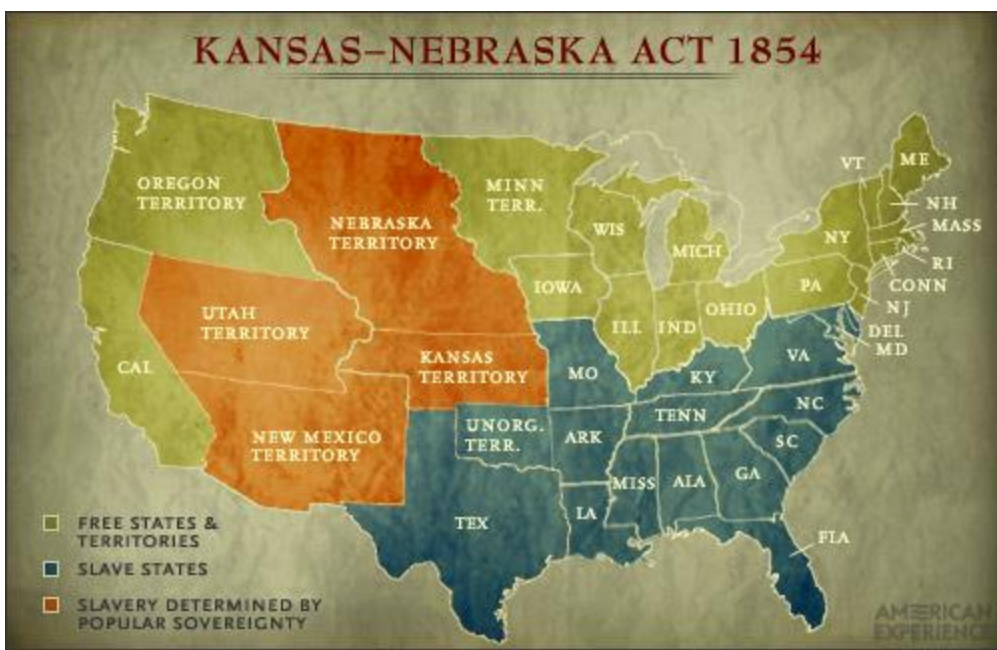 KANSAS–NEBRASKA ACT 1854
OREGON
TERRITORY
NEBRASKA
TERRITORY
MINN
TERR.
WIS
MICH
VT
ME
NH
MASS
NY
RI
CONN
NJ
PA
IOWA
ILL
IND
OHIO
UTAH
TERRITORY
CAL
KANSAS
TERRITORY
MO
KY
VA
DEL
MD
NEW MEXICO
TERRITORY
UNORG.
TERR.
ARK
TENN
NC
SC
MISS
ALA
GA
TEX
LA
FLA
FREE STATES &
TERRITORIES
SLAVE STATES
SLAVERY DETERMINED BY
POPULAR SOVEREIGNTY
AMERICAN
EXPERIENCE